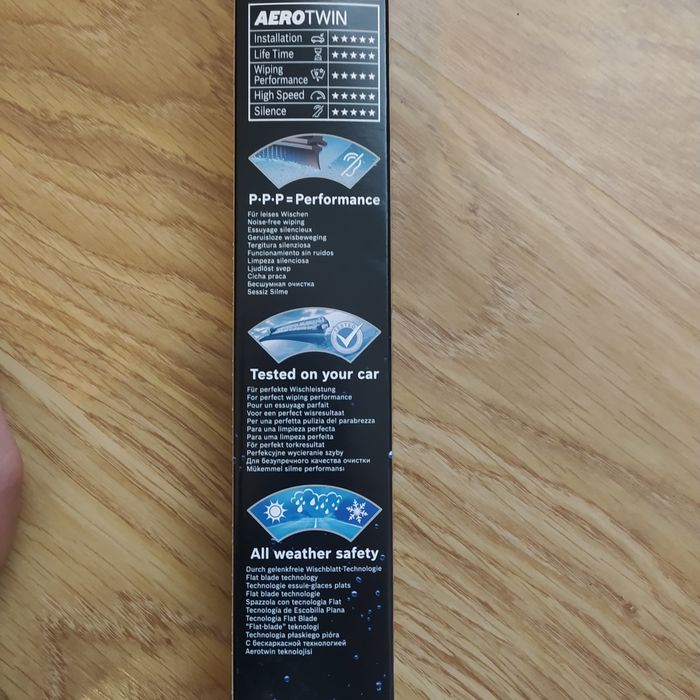 AEROTWIN
Installation ★★★★★
Life Time ★★★★★
Wiping
Performance ★★★★★
High Speed ★★★★★
Silence ★★★★★
P·P·P=Performance
Für leises Wischen
Noise-free wiping
Essuyage silencieux
Geruisloze wisbeweging
Tergitura silenziosa
Funcionamiento sin ruidos
Limpeza silenciosa
Ljudlöst svep
Cicha praca
Бесшумная очистка
Sessiz Silme
TESTED
Tested on your car
Für perfekte Wischleistung
For perfect wiping performance
Pour un essuyage parfait
Voor een perfect wisresultaat
Per una perfetta pulizia del parabrezza
Para una limpieza perfecta
Para uma limpeza perfeita
För perfekt torkresultat
Perfekcyjne wycieranie szyby
Для безупречного качества очистки
Mükemmel silme performansı
All weather safety
Durch gelenkfreie Wischblatt-Technologie
Flat blade technology
Technologie essuie-glaces plats
Flat blade technologie
Spazzola con tecnologia Flat
Tecnología de Escobilla Plana
Tecnologia Flat Blade
"Flat-blade" teknologi
Technologia płaskiego pióra
С бескаркасной технологией
Aerotwin teknolojisi